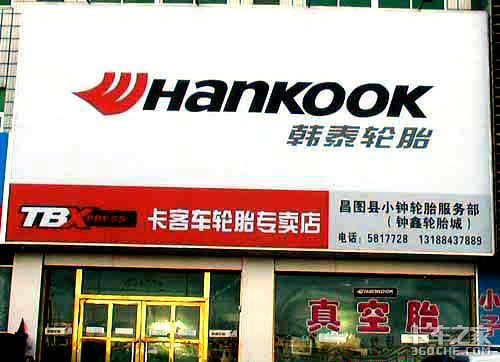 HANKOOK
韩泰轮胎
TBXPRESS
卡客车轮胎专卖店
昌图县小钟轮胎服务部
(钟鑫轮胎城)
电话: 5817728 13188437889
HANKOOK
真空胎
小
卡车之家
360CHE.COM